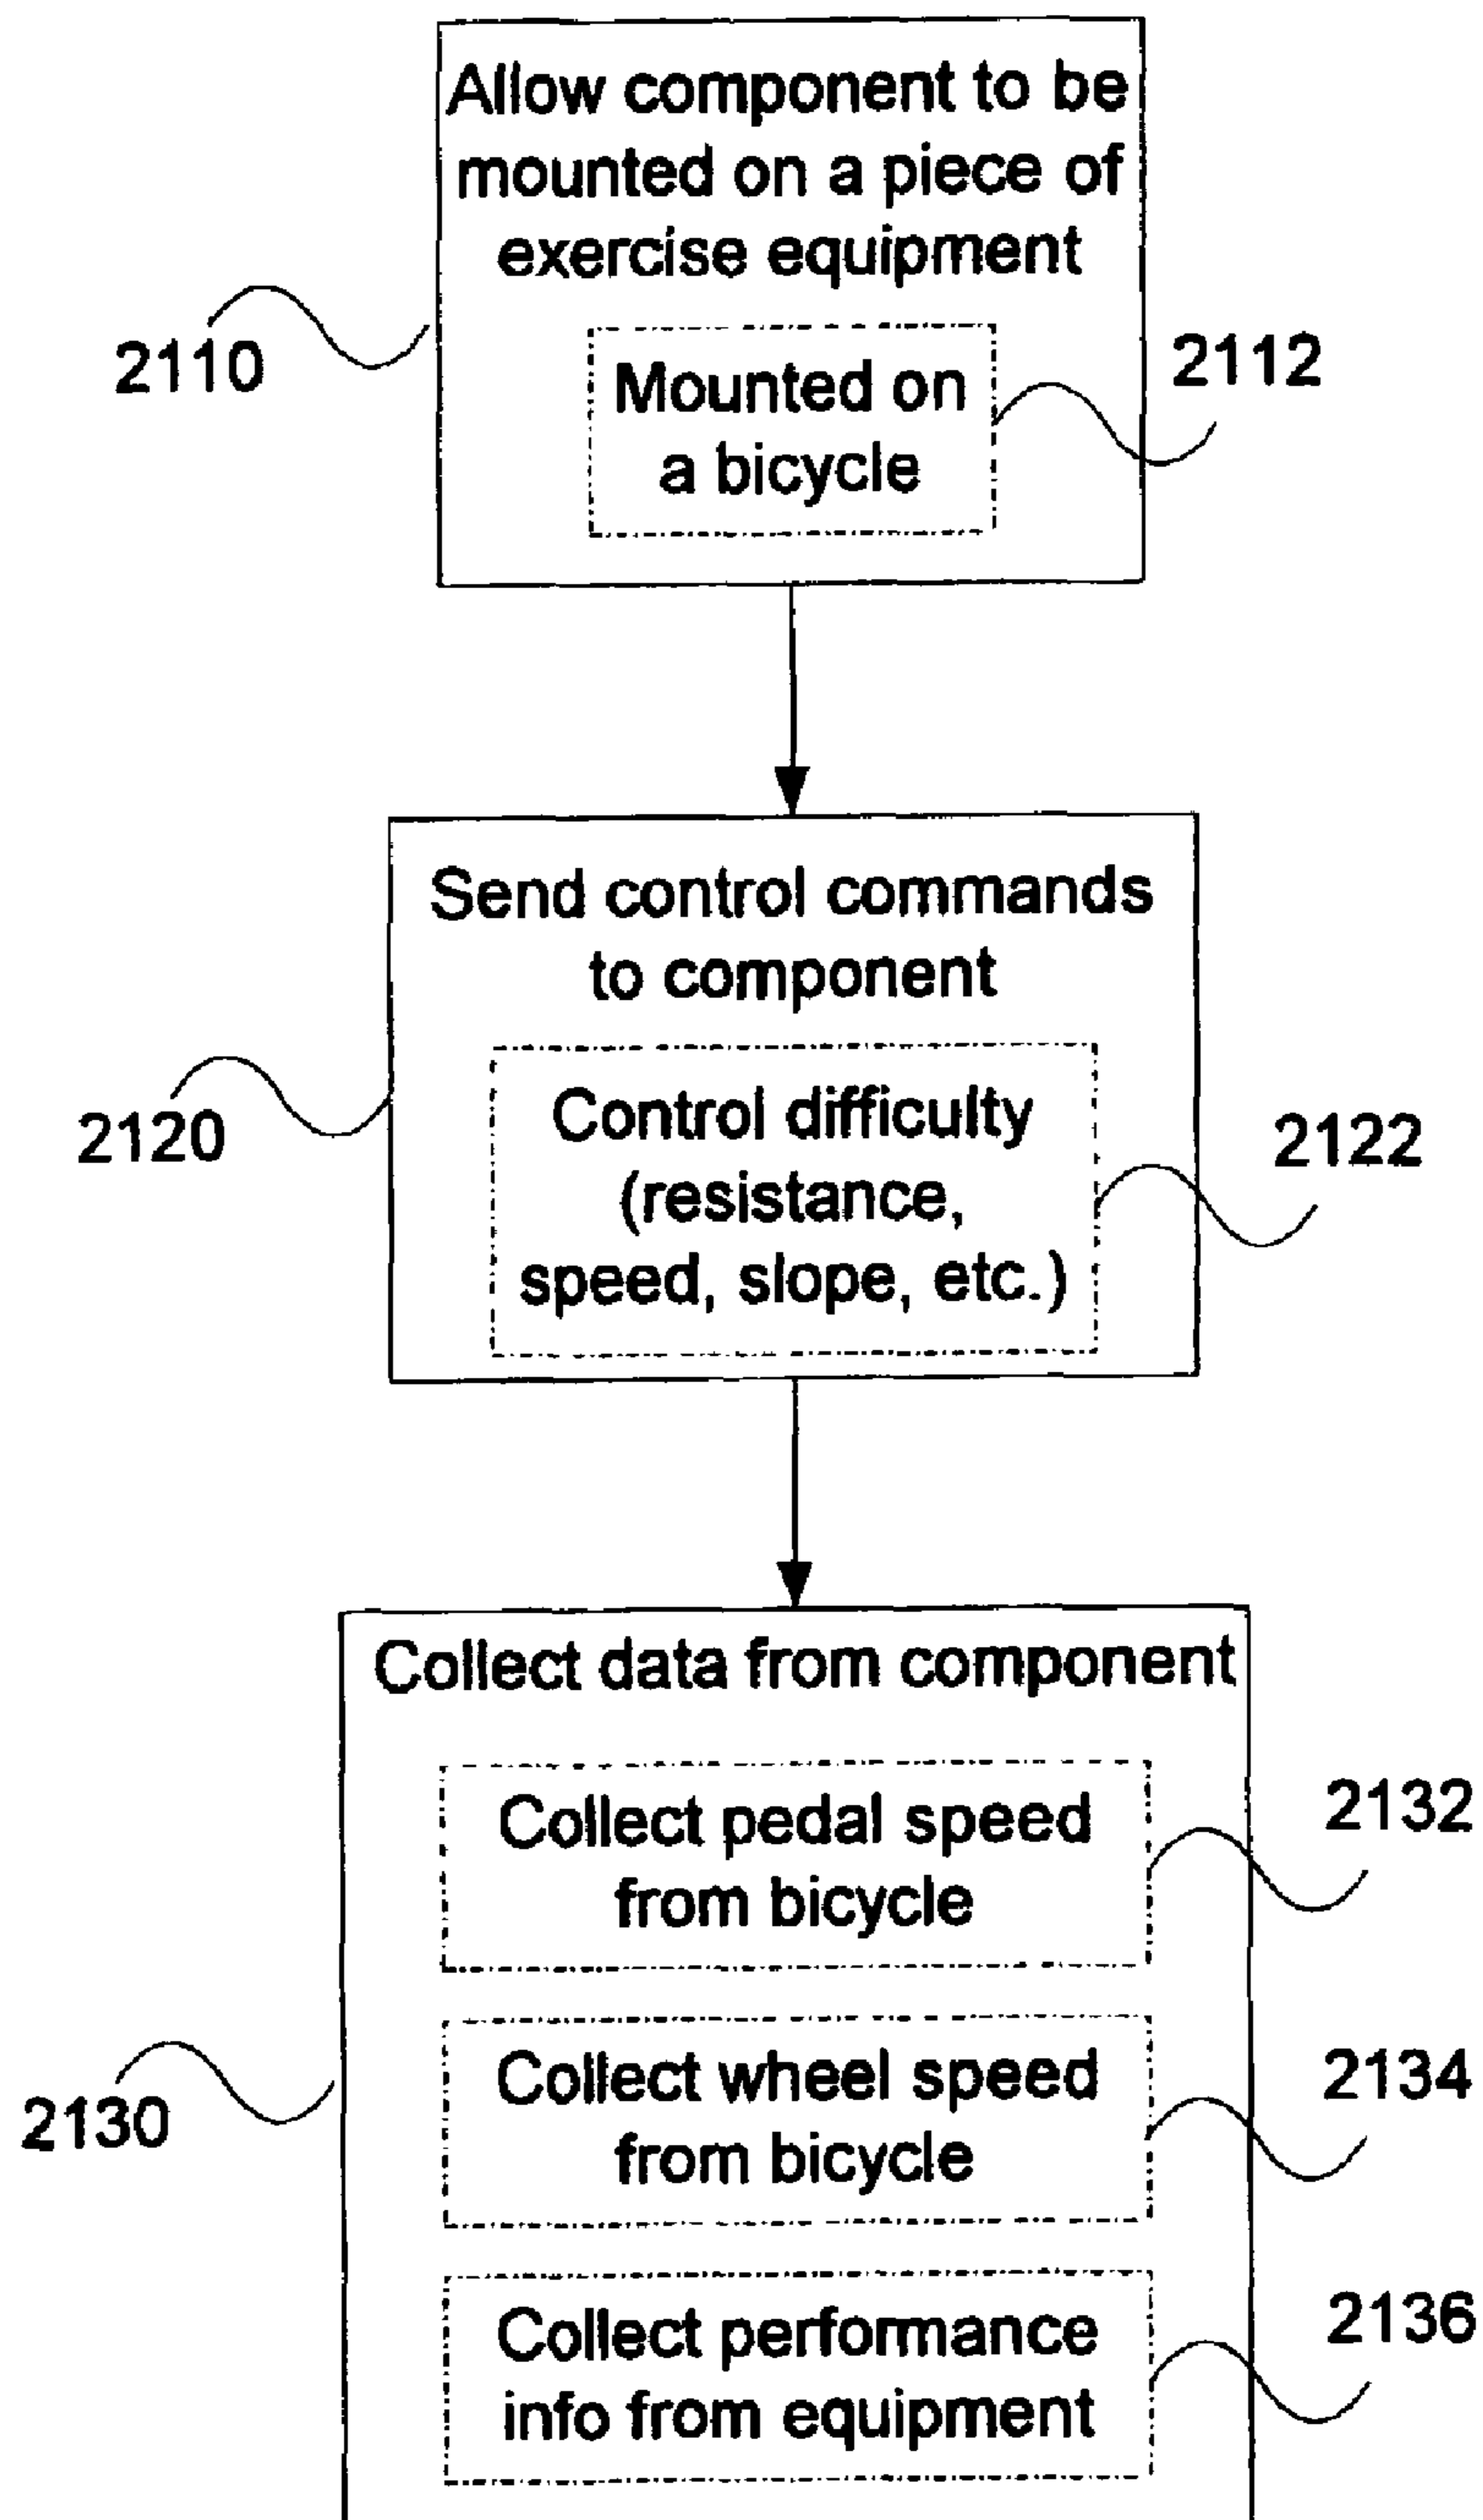 Allow component to be
mounted on a piece of
exercise equipment
2110
Mounted on
a bicycle
2112
Send control commands
to component
2120
Control difficulty
(resistance,
speed, slope, etc.)
2122
Collect data from component
2130
Collect pedal speed
from bicycle
2132
Collect wheel speed
from bicycle
2134
Collect performance
info from equipment
2136